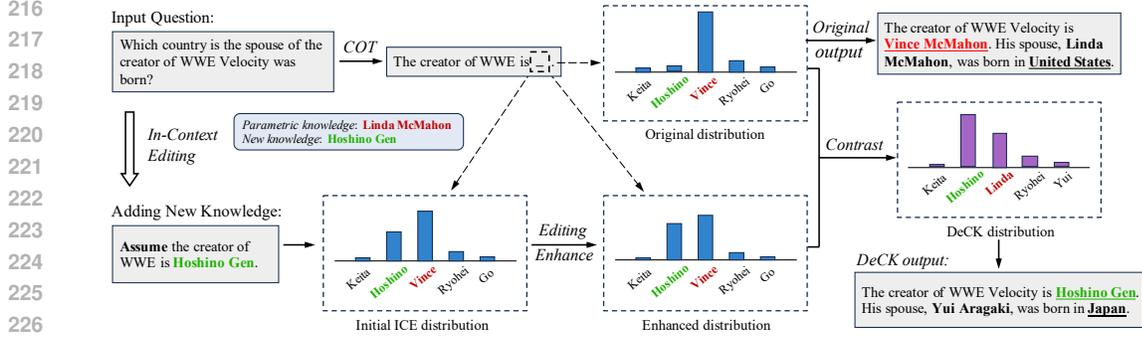 216
217
218
219
220
221
222
223
224
225
226
Input Question:
Which country is the spouse of the
creator of WWE Velocity was
born?
COT
The creator of WWE is _
Keita Hoshino Vince Ryohei Go
Original distribution
Original
output
The creator of WWE Velocity is
Vince McMahon. His spouse, Linda
McMahon, was born in United States.
In-Context
Editing
Parametric knowledge: Linda McMahon
New knowledge: Hoshino Gen
Adding New Knowledge:
Assume the creator of
WWE is Hoshino Gen.
Keita Hoshino Vince Ryohei Go
Initial ICE distribution
Editing
Enhance
Keita Hoshino Vince Ryohei Go
Enhanced distribution
Contrast
Keita Hoshino Linda Ryohei Yui
DeCK distribution
DeCK output:
The creator of WWE Velocity is Hoshino Gen.
His spouse, Yui Aragaki, was born in Japan.